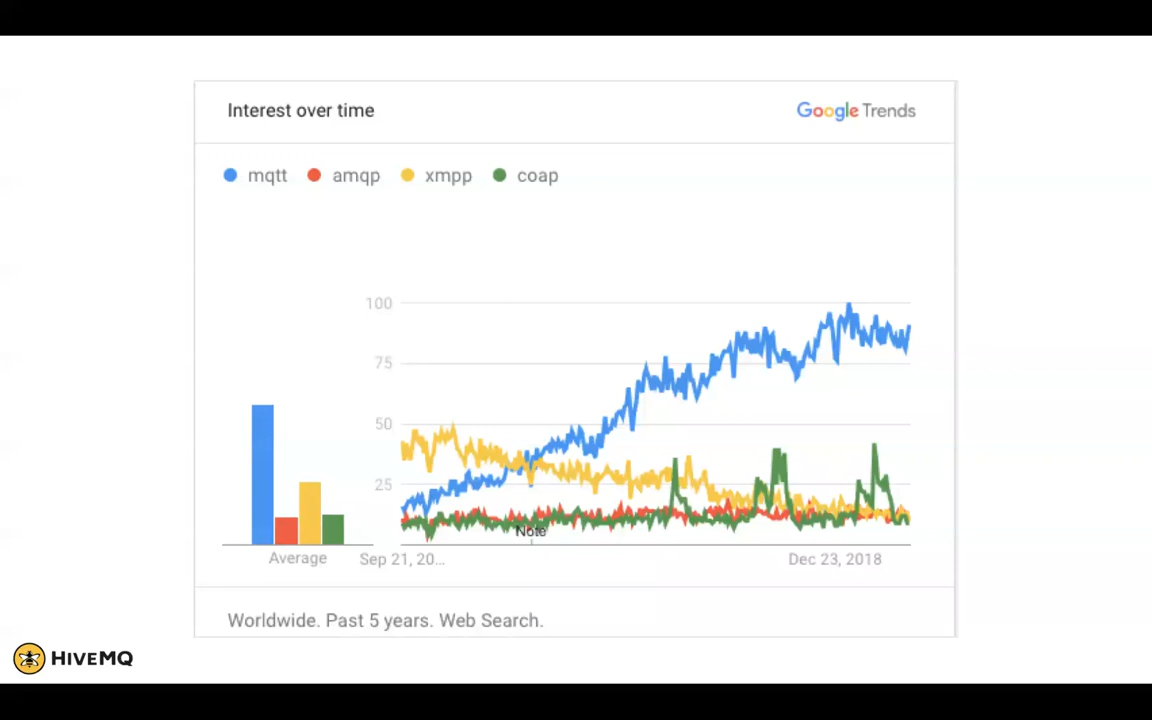 Interest over time
Google Trends
mqtt amqp xmpp coap
100
75
50
25
Note
Average
Sep 21, 20...
Dec 23, 2018
Worldwide. Past 5 years. Web Search.
HIVEMQ